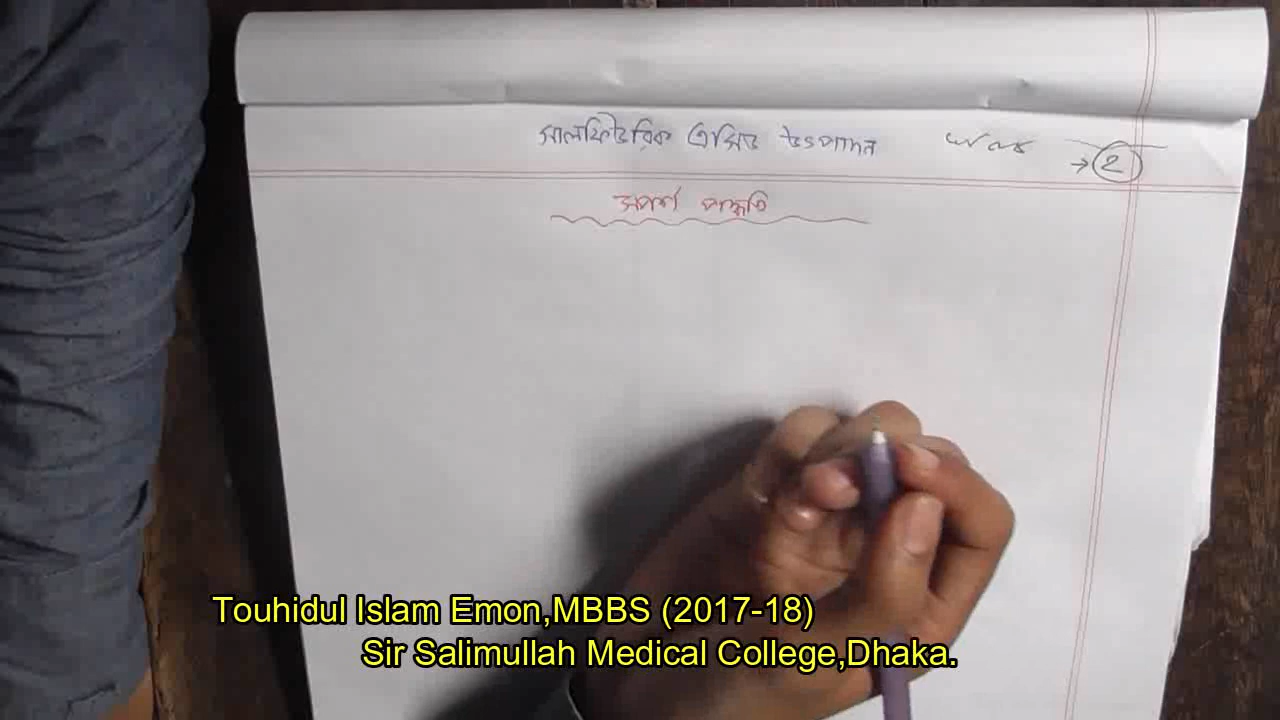 সালফিউরিক এসিড উৎপাদন
→ 2
স্পর্শ পদ্ধতি
Touhidul Islam Emon,MBBS (2017-18)
Sir Salimullah Medical College,Dhaka.